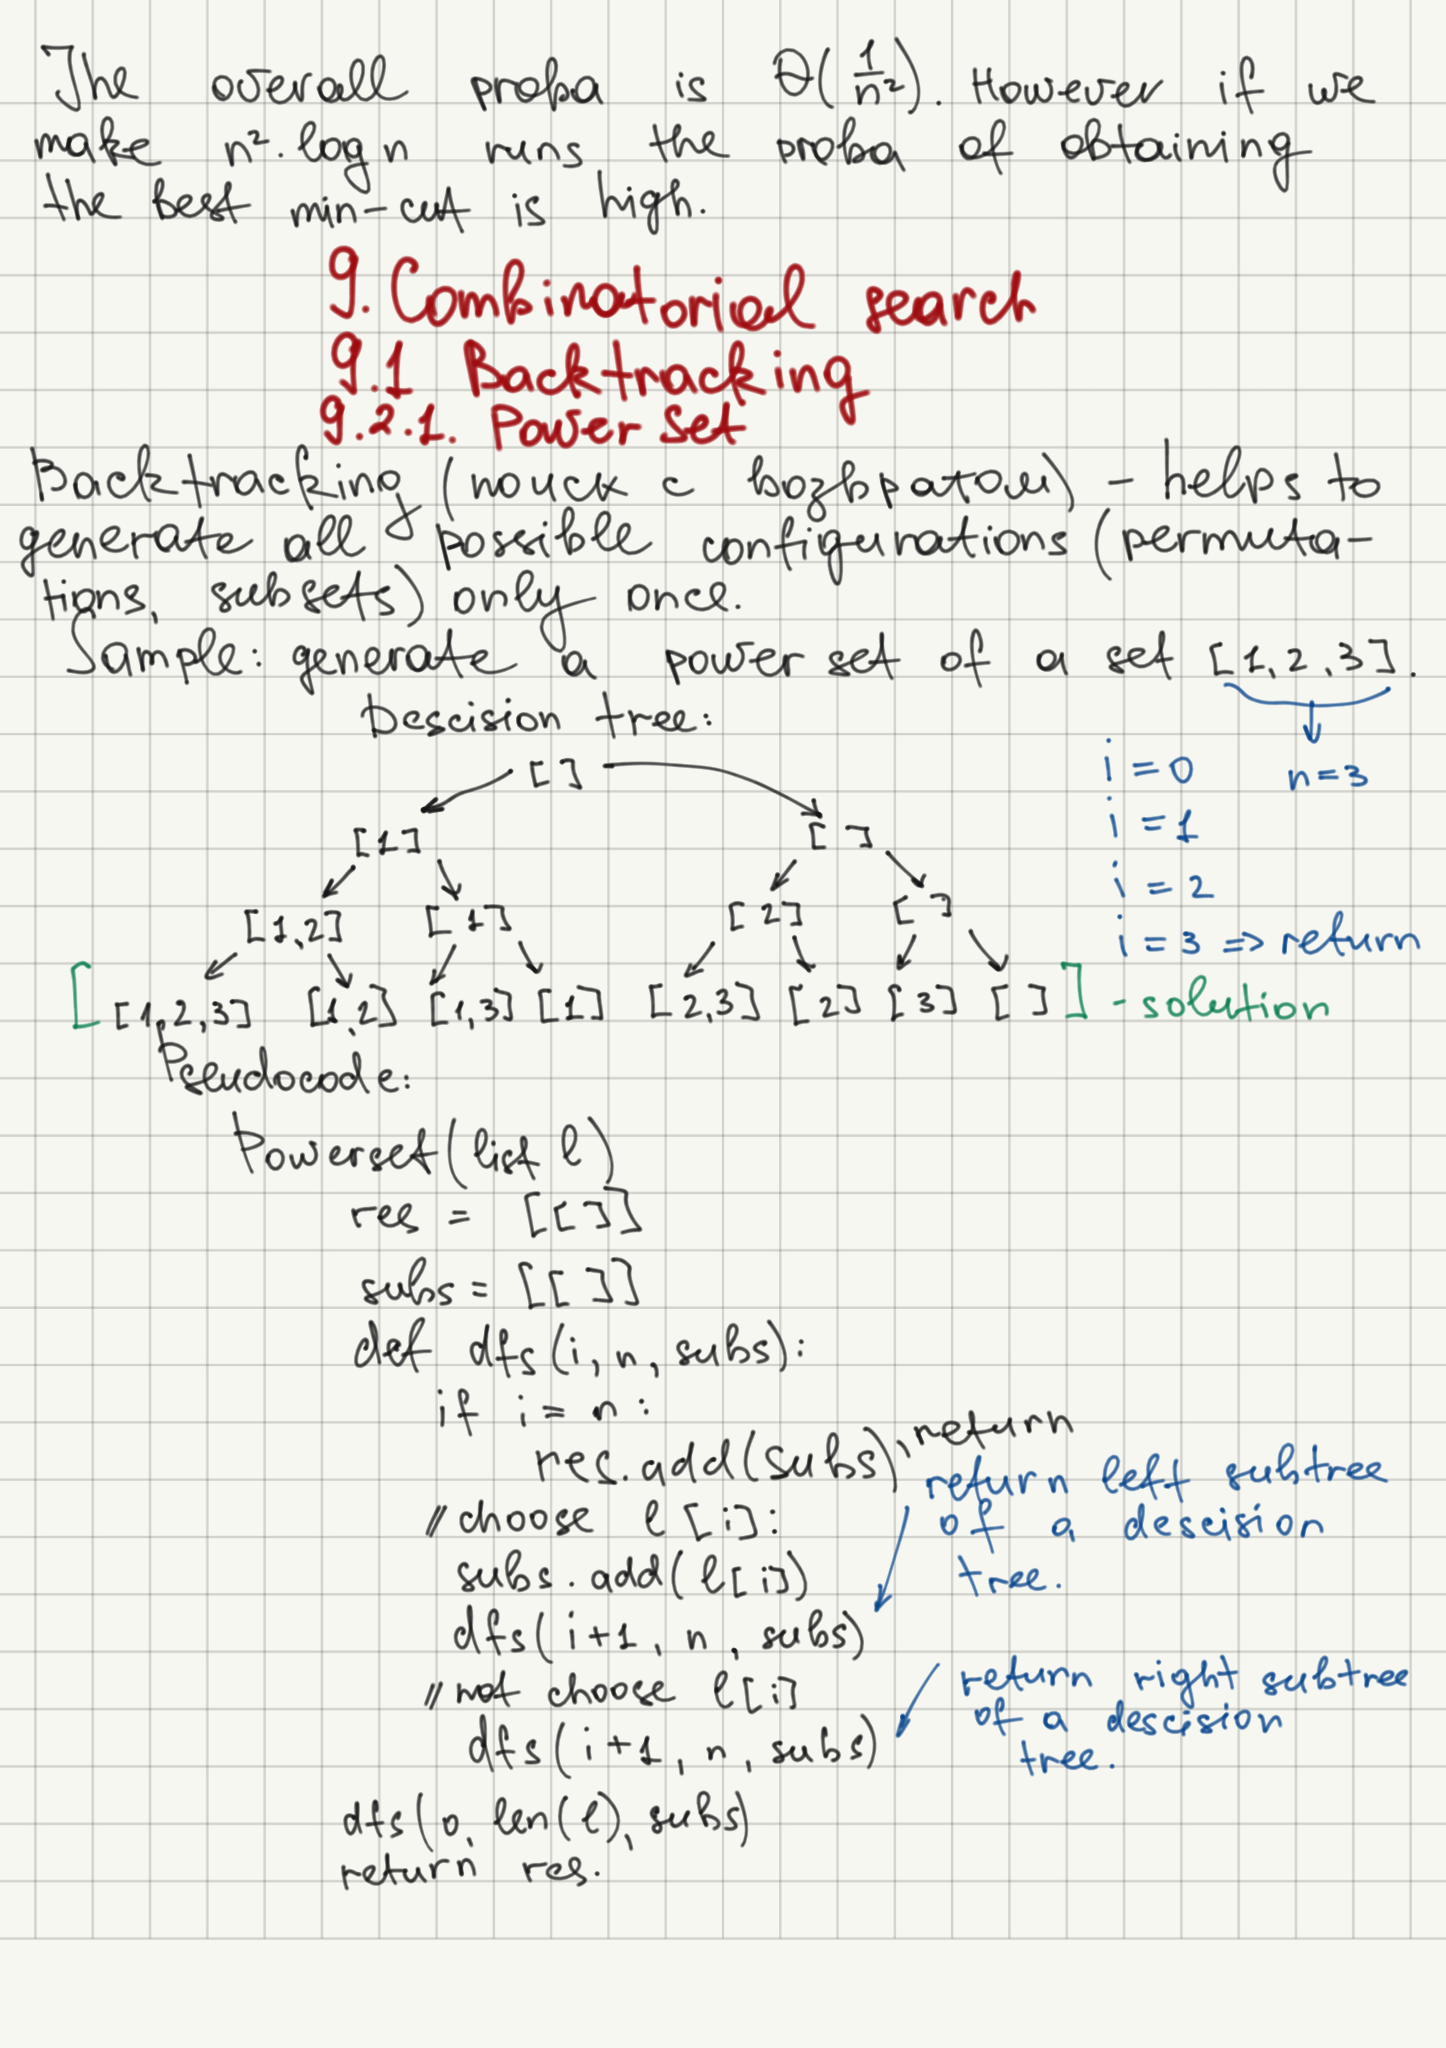 The overall proba is Θ(1/n²). However if we
make n²·log n runs the proba of obtaining
the best min-cut is high.
9. Combinatorial search
9.1 Backtracking
9.2.1. Power set
Backtracking (поиск с возвратом) - helps to
generate all possible configurations (permuta-
tions, subsets) only once.
Sample: generate a power set of a set [1,2,3].
Descision tree:
[ ]
i = 0 n = 3
[1] [ ]
i = 1
i = 2
[1,2] [1] [2] [ ]
i = 3 => return
[ [1,2,3] [1,2] [1,3] [1] [2,3] [2] [3] [ ] ] - solution
Pseudocode:
Powerset(list l)
res = [[ ]]
subs = [[ ]]
def dfs(i, n, subs):
if i = n :
res.add(subs), return
return left subtree
of a descision
tree.
// choose l[i]:
subs.add(l[i])
dfs(i+1, n, subs)
// not choose l[i]
return right subtree
of a descision
tree.
dfs(i+1, n, subs)
dfs(0, len(l), subs)
return res.